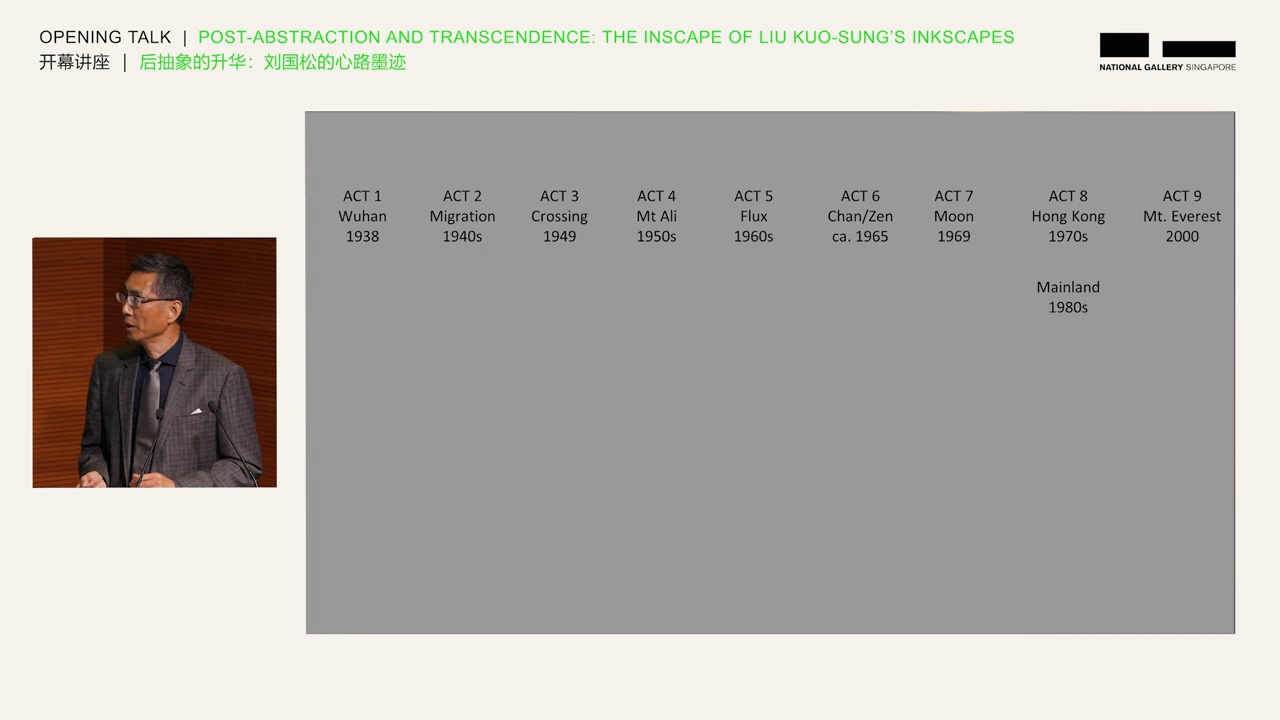 OPENING TALK | POST-ABSTRACTION AND TRANSCENDENCE: THE INSCAPE OF LIU KUO-SUNG'S INKSCAPES
开幕讲座 | 后抽象的升华：刘国松的心路墨迹
NATIONAL GALLERY SINGAPORE
ACT 1
Wuhan
1938
ACT 2
Migration
1940s
ACT 3
Crossing
1949
ACT 4
Mt Ali
1950s
ACT 5
Flux
1960s
ACT 6
Chan/Zen
ca. 1965
ACT 7
Moon
1969
ACT 8
Hong Kong
1970s
Mainland
1980s
ACT 9
Mt. Everest
2000